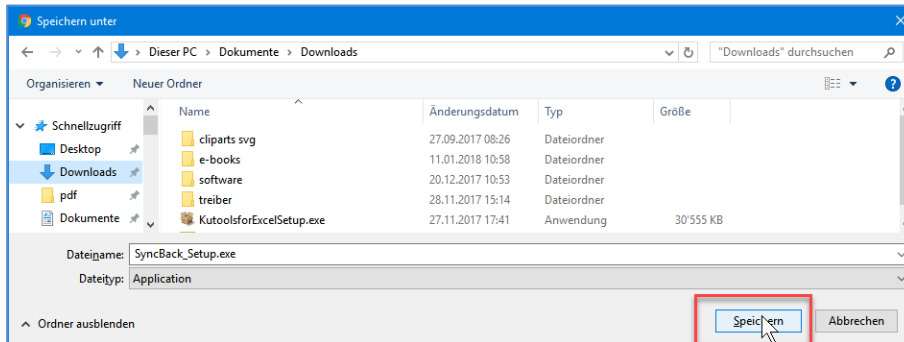 Speichern unter
Dieser PC > Dokumente > Downloads
"Downloads" durchsuchen
Organisieren
Neuer Ordner
Name Änderungsdatum Typ Größe
Schnellzugriff
Desktop
Downloads
pdf
Dokumente
cliparts svg 27.09.2017 08:26 Dateiordner
e-books 11.01.2018 10:58 Dateiordner
software 20.12.2017 10:53 Dateiordner
treiber 28.11.2017 15:14 Dateiordner
KutoolsforExcelSetup.exe 27.11.2017 17:41 Anwendung 30'555 KB
Dateiname: SyncBack_Setup.exe
Dateityp: Application
Ordner ausblenden
Speichern
Abbrechen